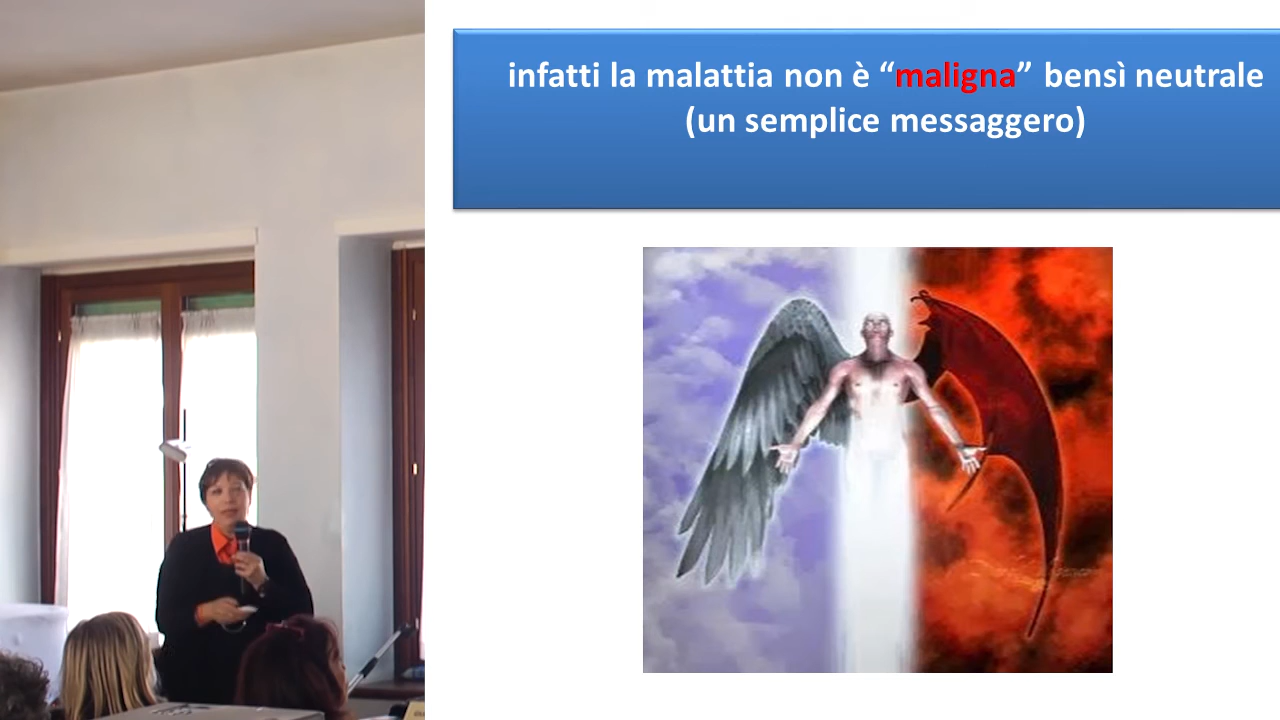 infatti la malattia non è “maligna” bensì neutrale
(un semplice messaggero)